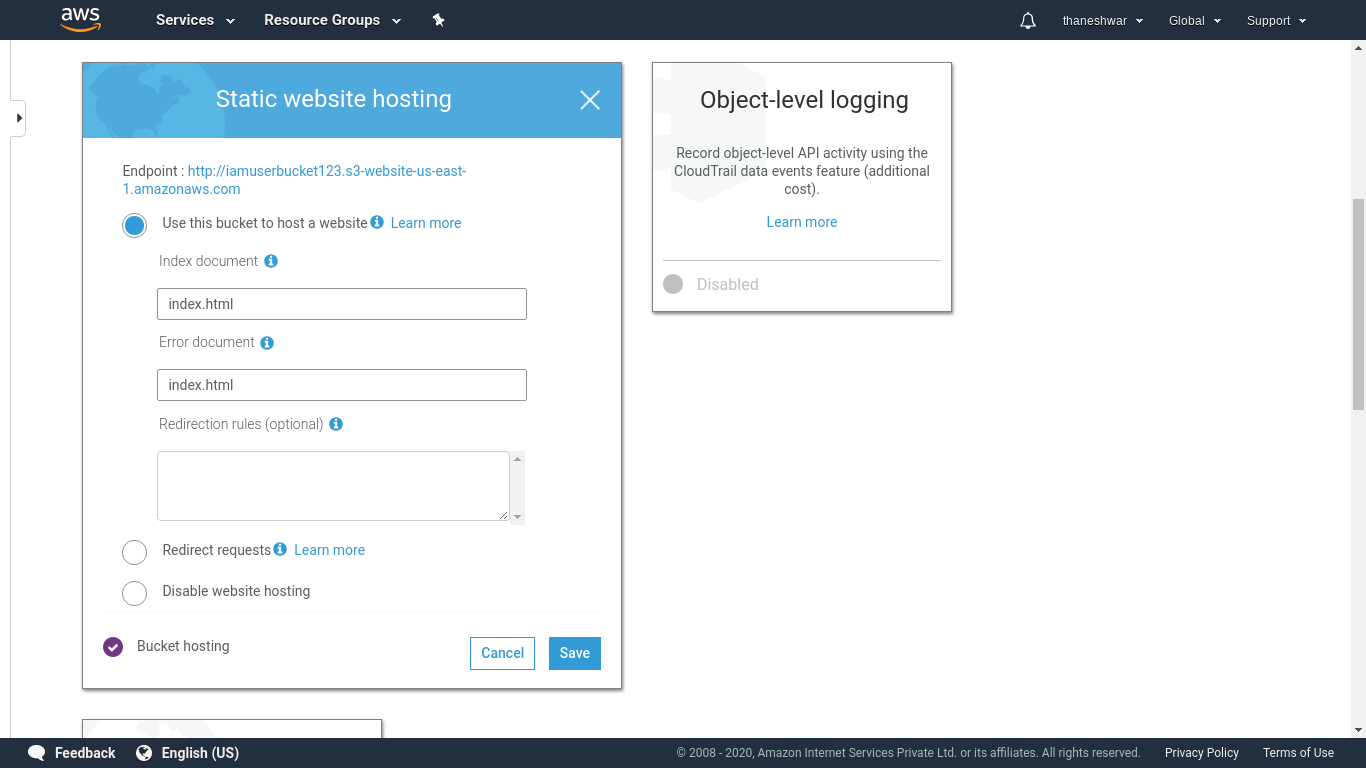 aws Services Resource Groups thaneshwar Global Support
Static website hosting
Endpoint : http://iamuserbucket123.s3-website-us-east-
1.amazonaws.com
Use this bucket to host a website Learn more
Index document
index.html
Error document
index.html
Redirection rules (optional)
Redirect requests Learn more
Disable website hosting
Bucket hosting Cancel Save
Object-level logging
Record object-level API activity using the
CloudTrail data events feature (additional
cost).
Learn more
Disabled
Feedback English (US) © 2008 - 2020, Amazon Internet Services Private Ltd. or its affiliates. All rights reserved. Privacy Policy Terms of Use